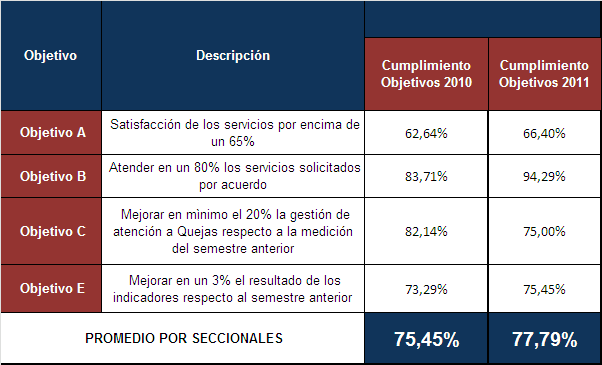 Objetivo
Descripción
Cumplimiento
Objetivos 2010
Cumplimiento
Objetivos 2011
Objetivo A
Satisfacción de los servicios por encima de
un 65%
62,64%
66,40%
Objetivo B
Atender en un 80% los servicios solicitados
por acuerdo
83,71%
94,29%
Objetivo C
Mejorar en mìnimo el 20% la gestión de
atención a Quejas respecto a la medición
del semestre anterior
82,14%
75,00%
Objetivo E
Mejorar en un 3% el resultado de los
indicadores respecto al semestre anterior
73,29%
75,45%
PROMEDIO POR SECCIONALES
75,45%
77,79%